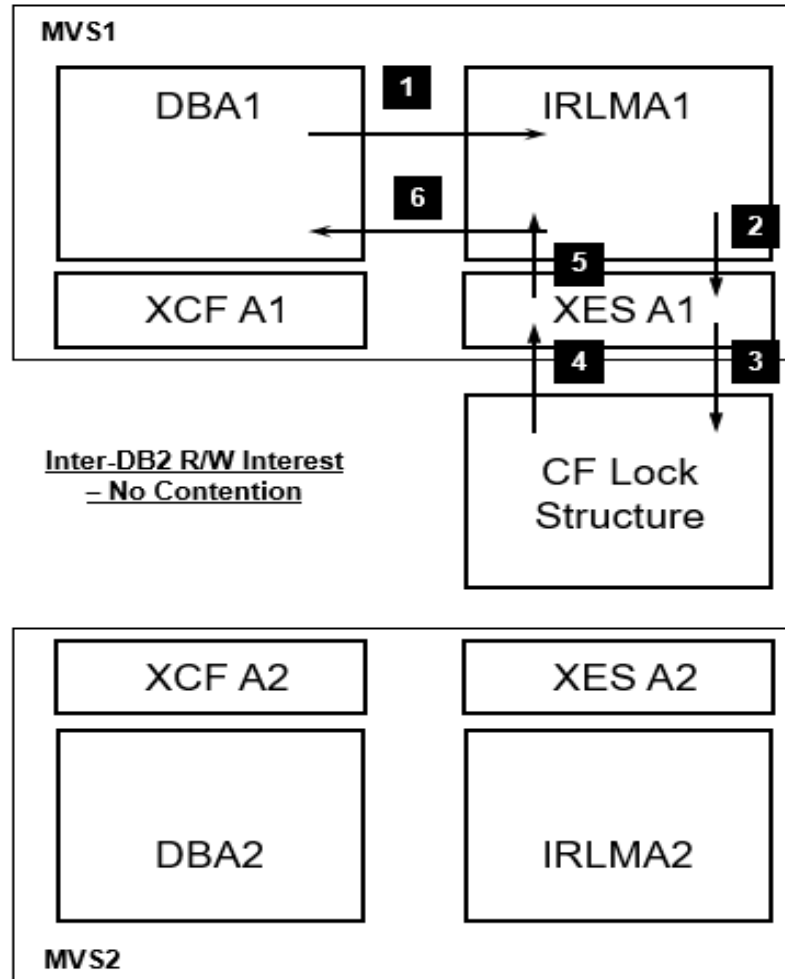 MVS1
DBA1
1
IRLMA1
6
2
5
XCF A1
XES A1
4
3
Inter-DB2 R/W Interest
– No Contention
CF Lock
Structure
XCF A2
XES A2
DBA2
IRLMA2
MVS2